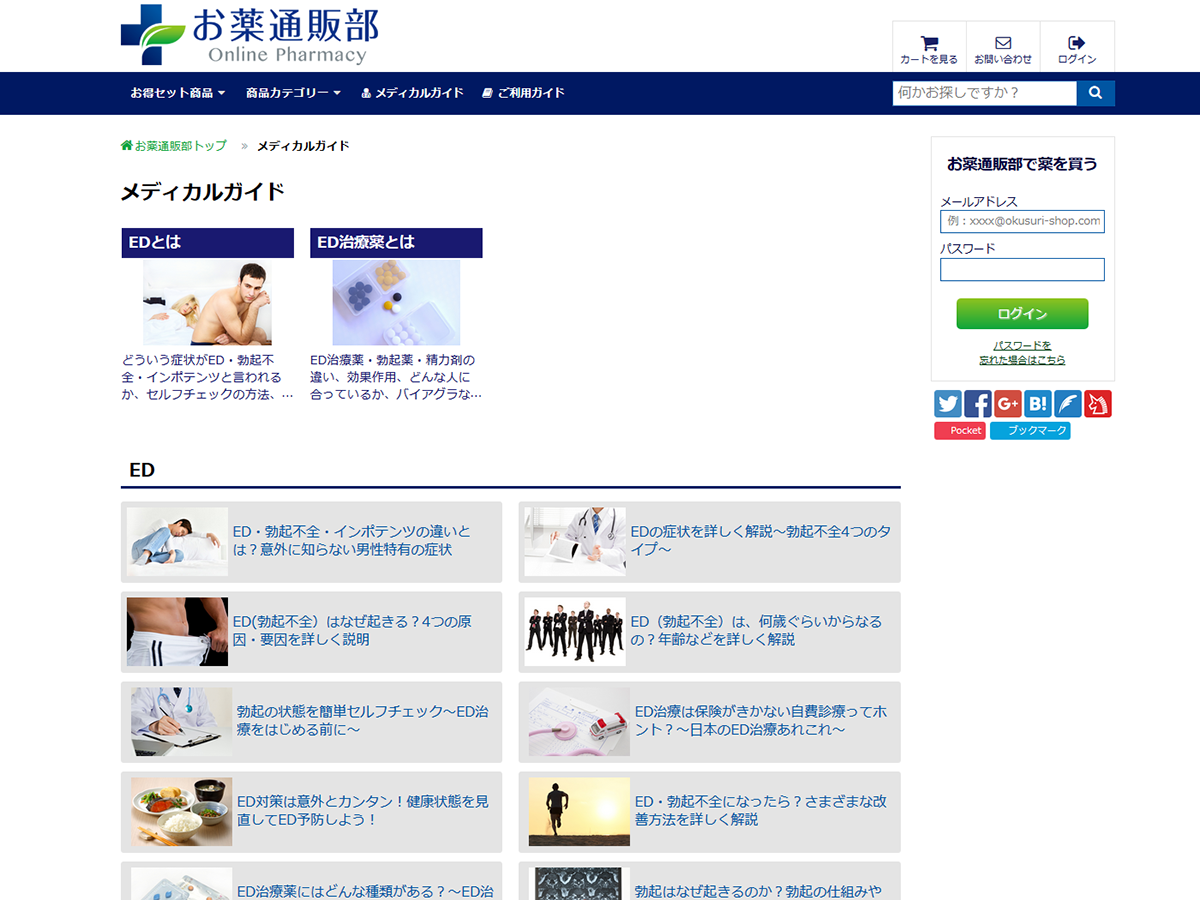 お薬通販部
Online Pharmacy
カートを見る
お問い合わせ
ログイン
お得セット商品
商品カテゴリー
メディカルガイド
ご利用ガイド
何かお探しですか？
お薬通販部トップ » メディカルガイド
メディカルガイド
EDとは
どういう症状がED・勃起不
全・インポテンツと言われる
か、セルフチェックの方法、…
ED治療薬とは
ED治療薬・勃起薬・精力剤の
違い、効果作用、どんな人に
合っているか、バイアグラな…
お薬通販部で薬を買う
メールアドレス
例：xxxx@okusuri-shop.com
パスワード
ログイン
パスワードを
忘れた場合はこちら
G+
B!
Pocket
ブックマーク
ED
ED・勃起不全・インポテンツの違いと
は？意外に知らない男性特有の症状
EDの症状を詳しく解説～勃起不全4つのタ
イプ～
ED(勃起不全）はなぜ起きる？4つの原
因・要因を詳しく説明
ED（勃起不全）は、何歳ぐらいからなる
の？年齢などを詳しく解説
勃起の状態を簡単セルフチェック～ED治
療をはじめる前に～
ED治療は保険がきかない自費診療ってホ
ント？～日本のED治療あれこれ～
ED対策は意外とカンタン！健康状態を見
直してED予防しよう！
ED・勃起不全になったら？さまざまな改
善方法を詳しく解説
ED治療薬にはどんな種類がある？～ED治
勃起はなぜ起きるのか？勃起の仕組みや